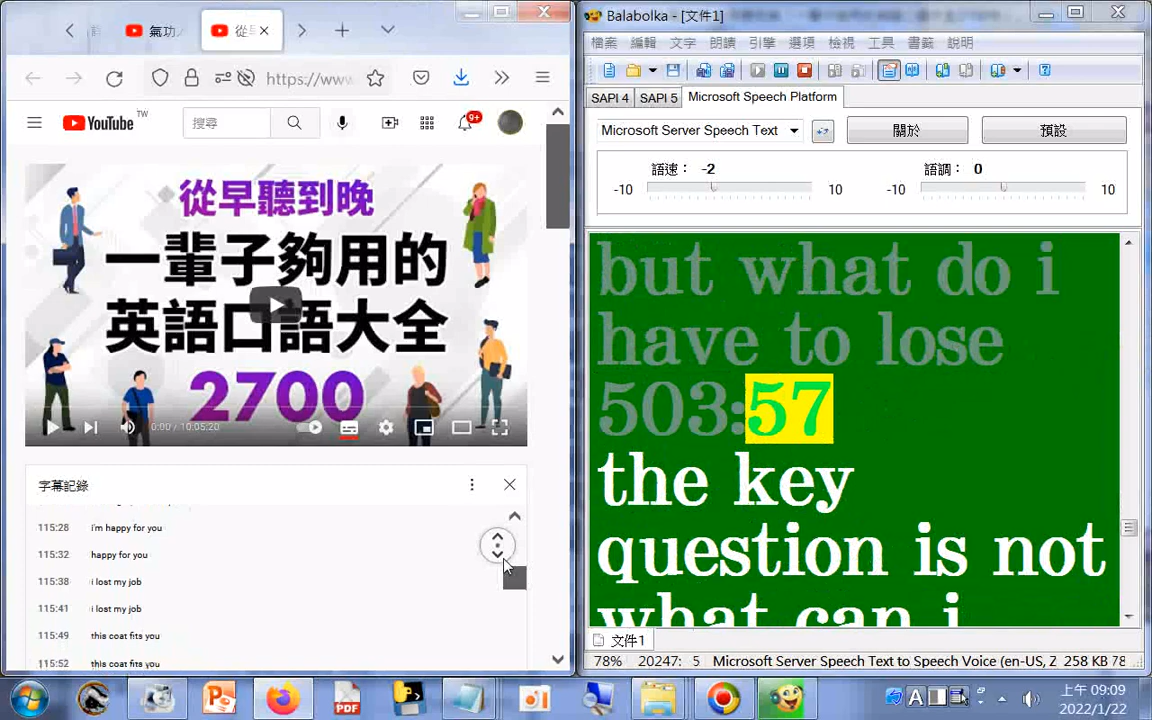 氣功
從
https://www
YouTube TW
搜尋
9+
從早聽到晚
一輩子夠用的
英語口語大全
2700
0:00 / 10:05:20
字幕記錄
115:28 i'm happy for you
115:32 happy for you
115:38 i lost my job
115:41 i lost my job
115:49 this coat fits you
115:52 this coat fits you
Balabolka - [文件1]
檔案 編輯 文字 朗讀 引擎 選項 檢視 工具 書籤 說明
SAPI 4 SAPI 5 Microsoft Speech Platform
Microsoft Server Speech Text 關於 預設
語速： -2 語調： 0
-10 10 -10 10
but what do i
have to lose
503:57
the key
question is not
what can i
文件1
78% 20247: 5 Microsoft Server Speech Text to Speech Voice (en-US, Z 258 KB 78
PDF
A
上午 09:09
2022/1/22